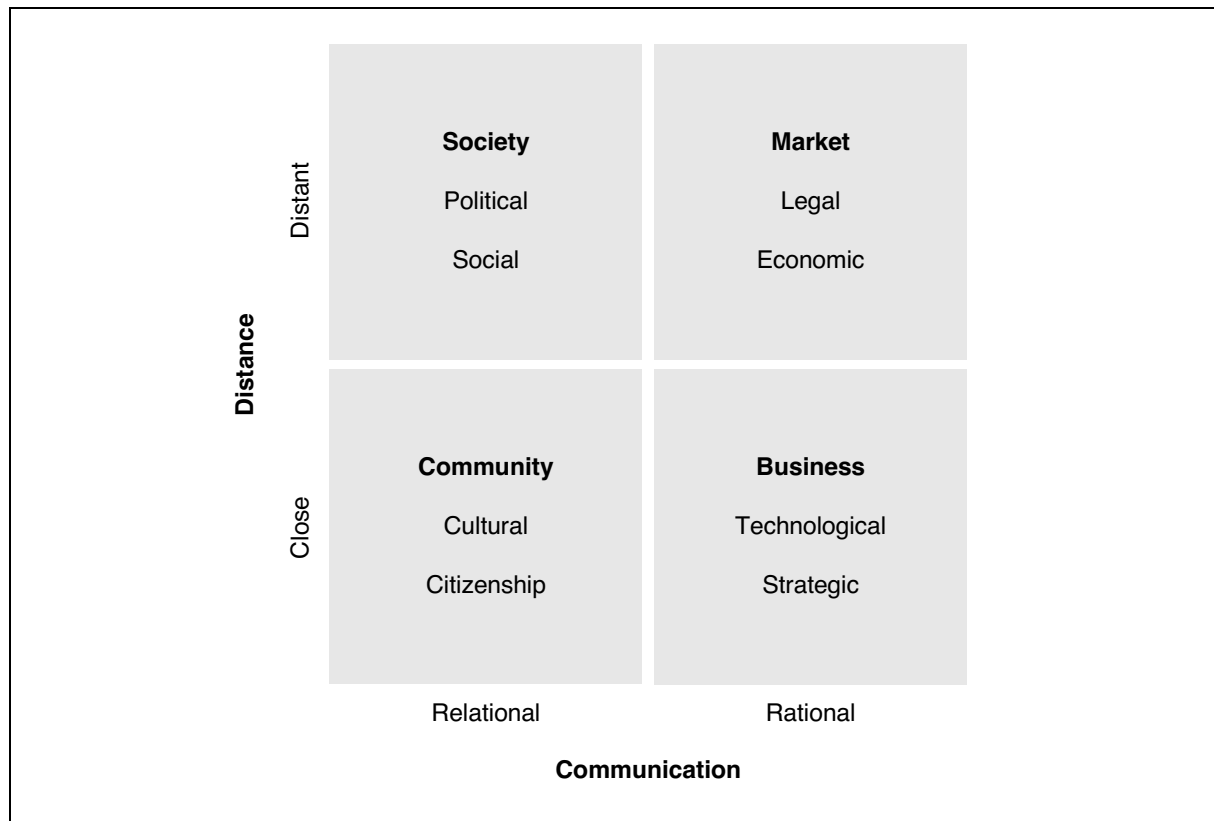 Distance
Distant
Society
Political
Social
Market
Legal
Economic
Close
Community
Cultural
Citizenship
Business
Technological
Strategic
Relational
Rational
Communication